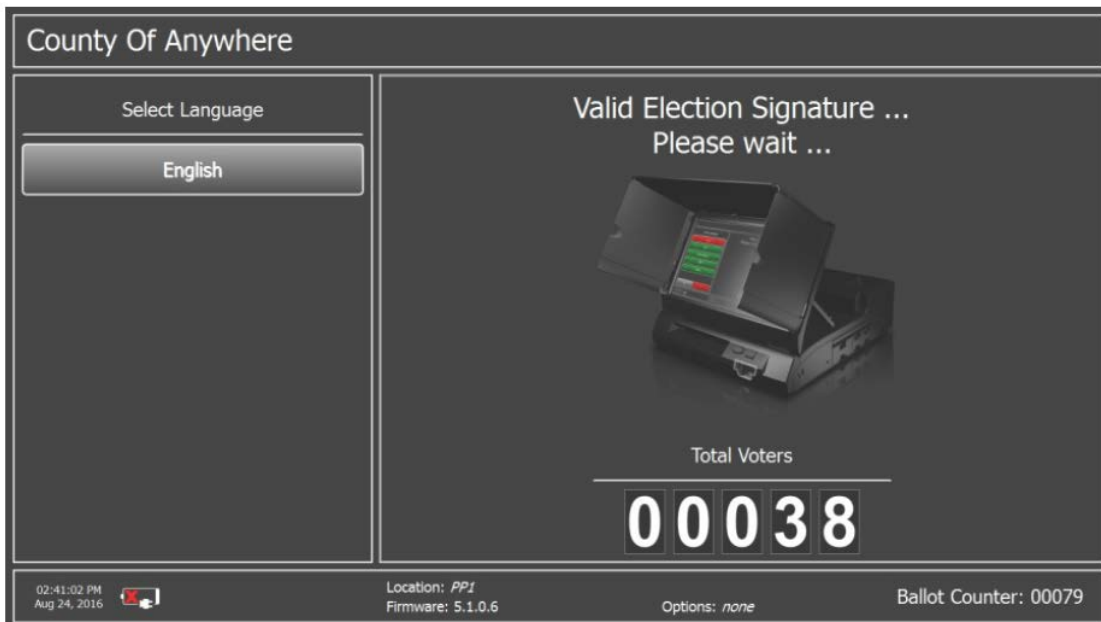 County Of Anywhere
Select Language
English
Valid Election Signature ...
Please wait ...
Total Voters
00038
02:41:02 PM
Aug 24, 2016
Location: PP1
Firmware: 5.1.0.6
Options: none
Ballot Counter: 00079